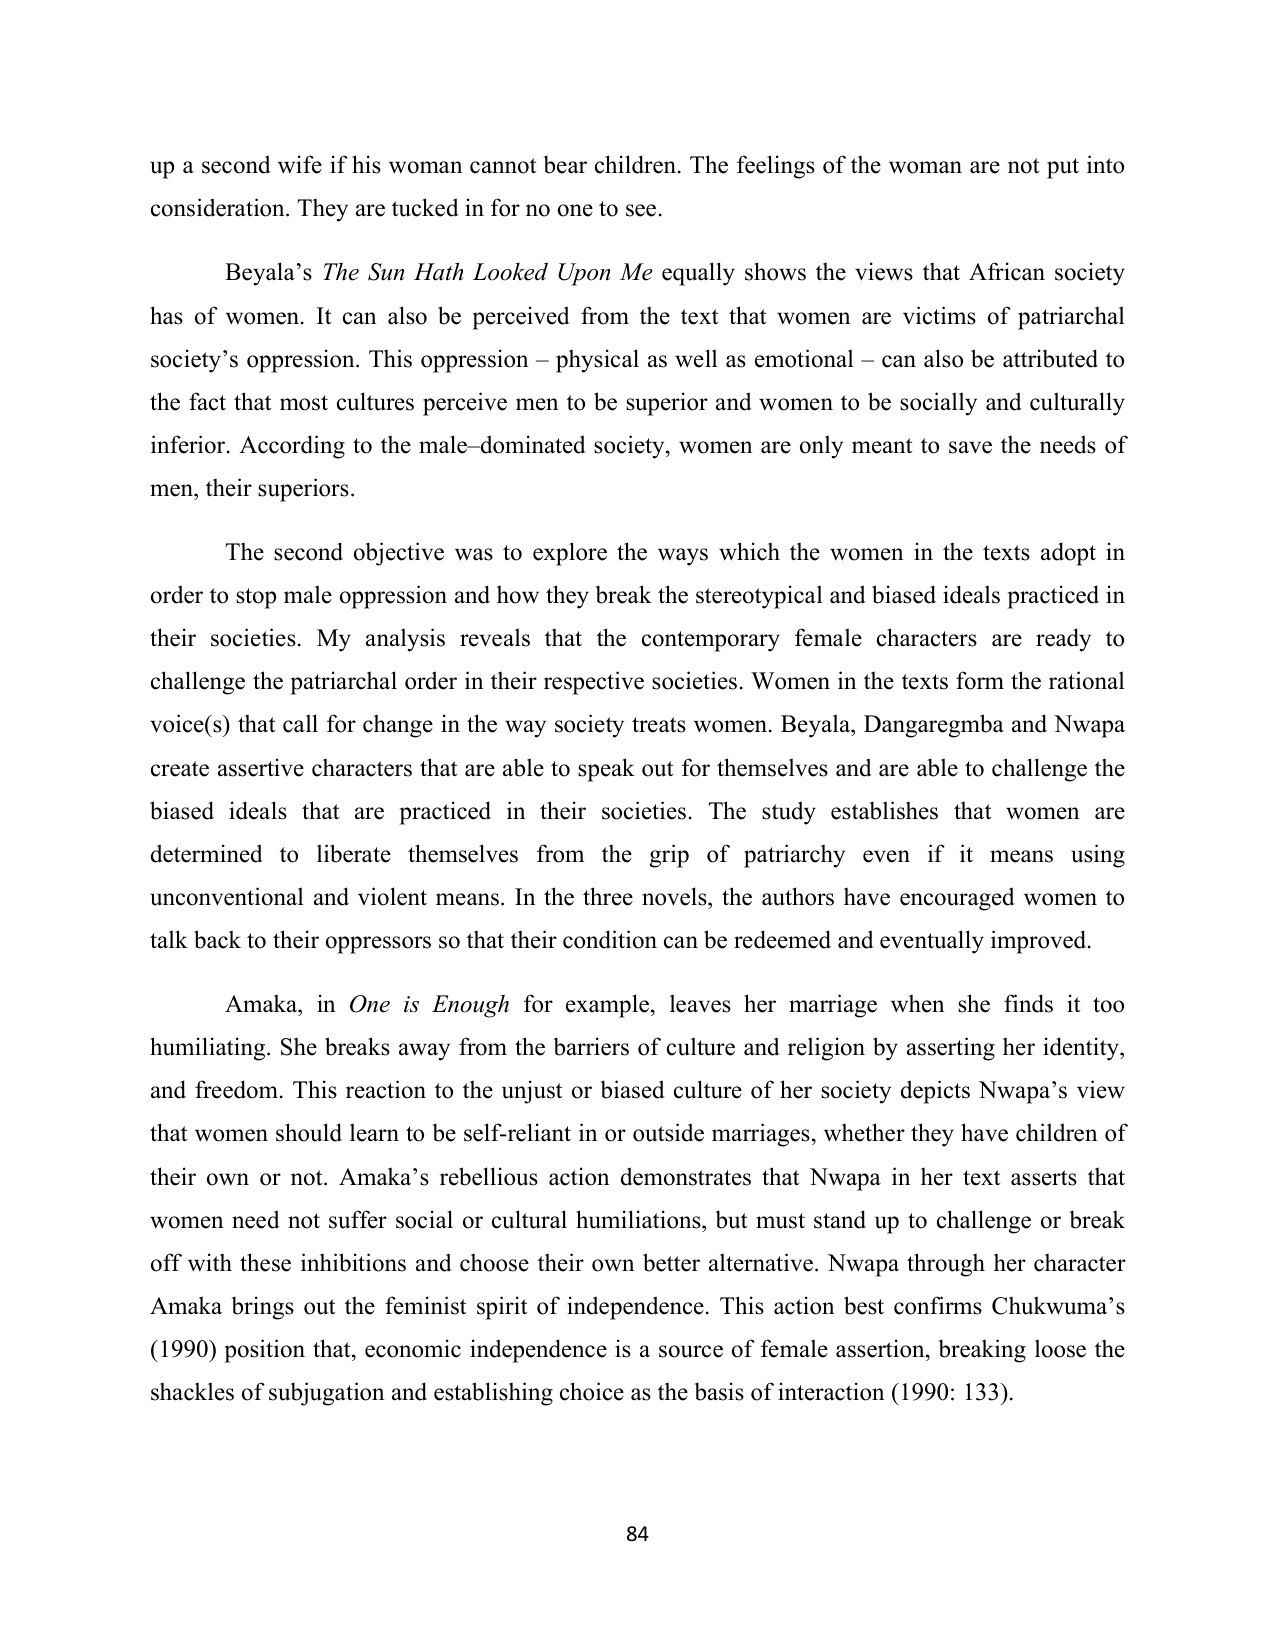 up a second wife if his woman cannot bear children. The feelings of the woman are not put into
consideration. They are tucked in for no one to see.
Beyala’s The Sun Hath Looked Upon Me equally shows the views that African society
has of women. It can also be perceived from the text that women are victims of patriarchal
society’s oppression. This oppression – physical as well as emotional – can also be attributed to
the fact that most cultures perceive men to be superior and women to be socially and culturally
inferior. According to the male–dominated society, women are only meant to save the needs of
men, their superiors.
The second objective was to explore the ways which the women in the texts adopt in
order to stop male oppression and how they break the stereotypical and biased ideals practiced in
their societies. My analysis reveals that the contemporary female characters are ready to
challenge the patriarchal order in their respective societies. Women in the texts form the rational
voice(s) that call for change in the way society treats women. Beyala, Dangaregmba and Nwapa
create assertive characters that are able to speak out for themselves and are able to challenge the
biased ideals that are practiced in their societies. The study establishes that women are
determined to liberate themselves from the grip of patriarchy even if it means using
unconventional and violent means. In the three novels, the authors have encouraged women to
talk back to their oppressors so that their condition can be redeemed and eventually improved.
Amaka, in One is Enough for example, leaves her marriage when she finds it too
humiliating. She breaks away from the barriers of culture and religion by asserting her identity,
and freedom. This reaction to the unjust or biased culture of her society depicts Nwapa’s view
that women should learn to be self-reliant in or outside marriages, whether they have children of
their own or not. Amaka’s rebellious action demonstrates that Nwapa in her text asserts that
women need not suffer social or cultural humiliations, but must stand up to challenge or break
off with these inhibitions and choose their own better alternative. Nwapa through her character
Amaka brings out the feminist spirit of independence. This action best confirms Chukwuma’s
(1990) position that, economic independence is a source of female assertion, breaking loose the
shackles of subjugation and establishing choice as the basis of interaction (1990: 133).
84